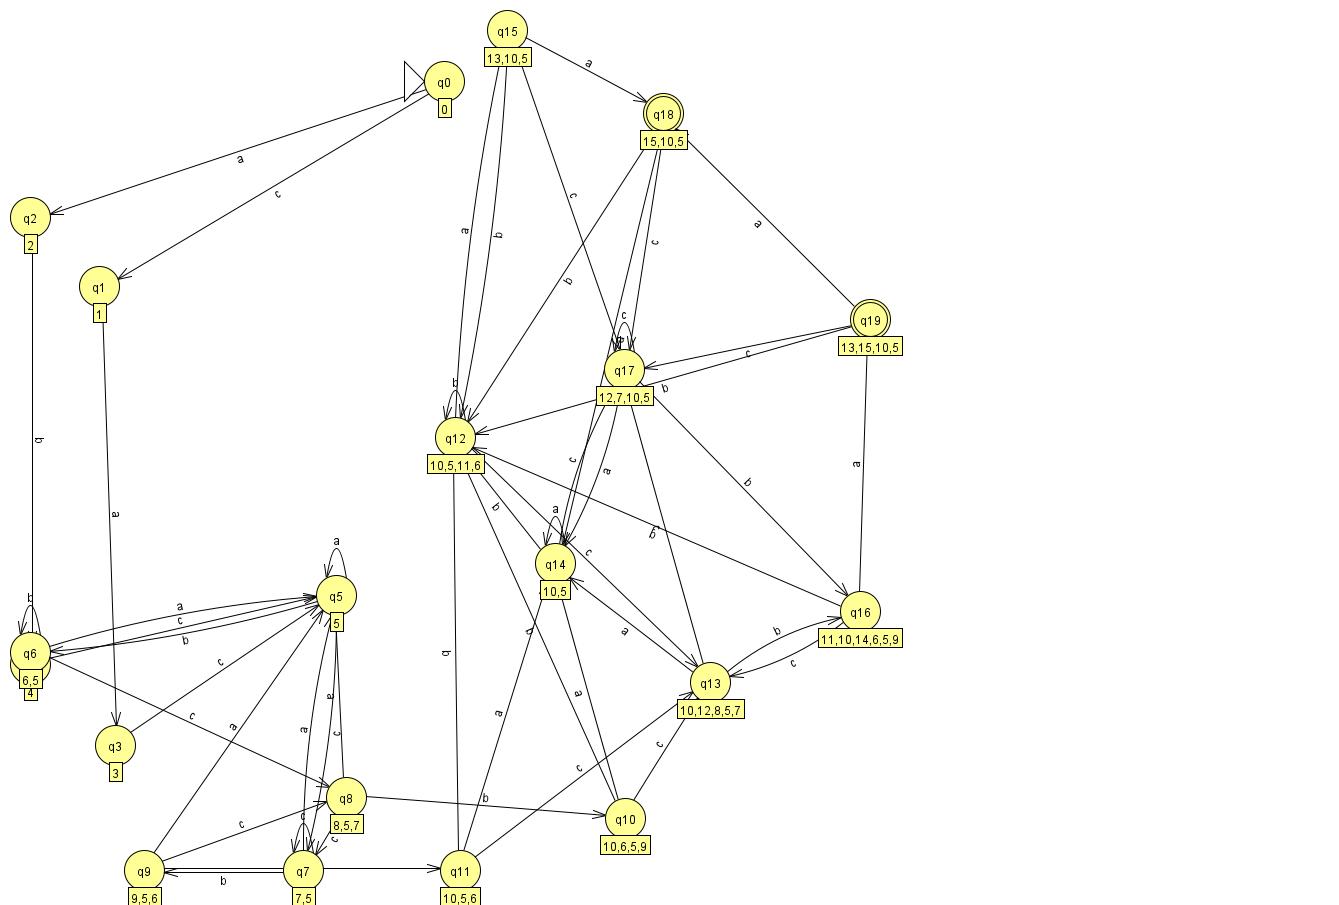 q15
13,10,5
a
q0
0
q18
15,10,5
a
c
c
a
b
c
a
q2
2
q1
1
c
b
q19
13,15,10,5
c
a
q17
12,7,10,5
c
b
b
q12
10,5,11,6
b
c
a
b
a
b
a
a
q14
10,5
c
b
c
a
q5
5
b
a
c
b
q16
11,10,14,6,5,9
q6
6,5
4
c
b
a
b
c
q13
10,12,8,5,7
b
c
a
a
a
a
c
a
c
q3
3
c
q8
8,5,7
b
q10
10,6,5,9
c
c
c
q9
9,5,6
b
q7
7,5
q11
10,5,6